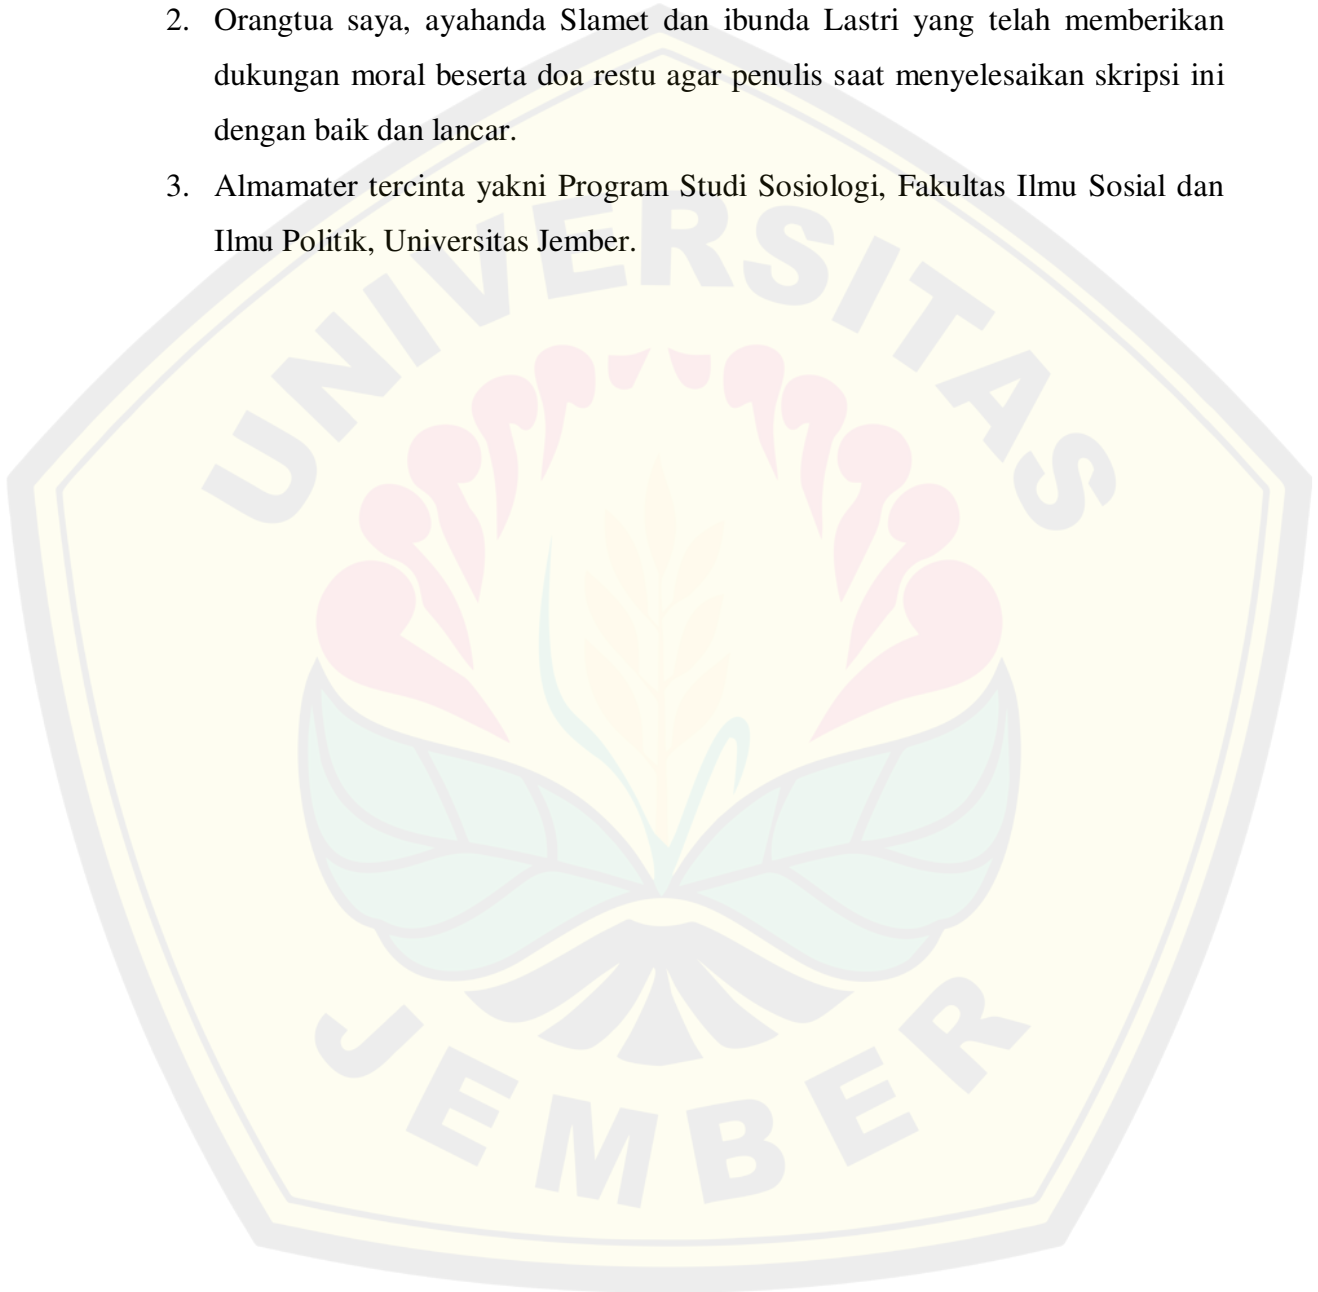 2. Orangtua saya, ayahanda Slamet dan ibunda Lastri yang telah memberikan
dukungan moral beserta doa restu agar penulis saat menyelesaikan skripsi ini
dengan baik dan lancar.
3. Almamater tercinta yakni Program Studi Sosiologi, Fakultas Ilmu Sosial dan
Ilmu Politik, Universitas Jember.
UNIVERSITAS
JEMBER